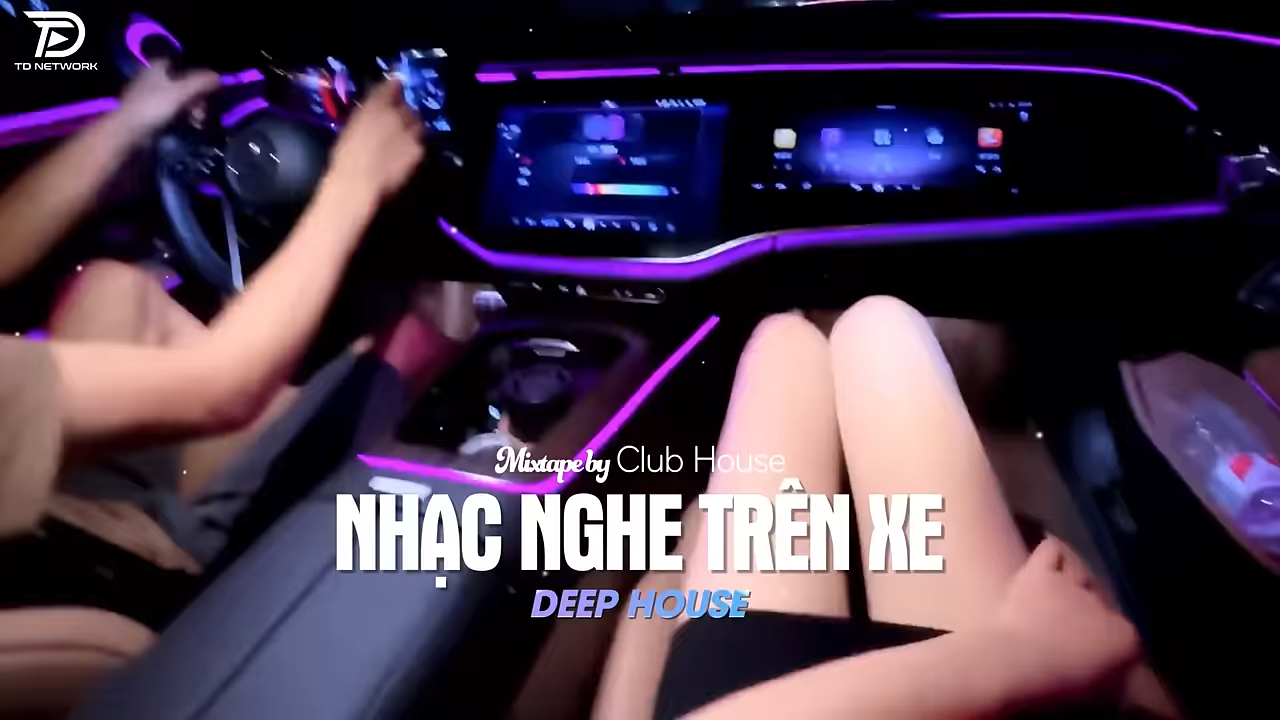 TD NETWORK
Mixtape by Club House
NHẠC NGHE TRÊN XE
DEEP HOUSE